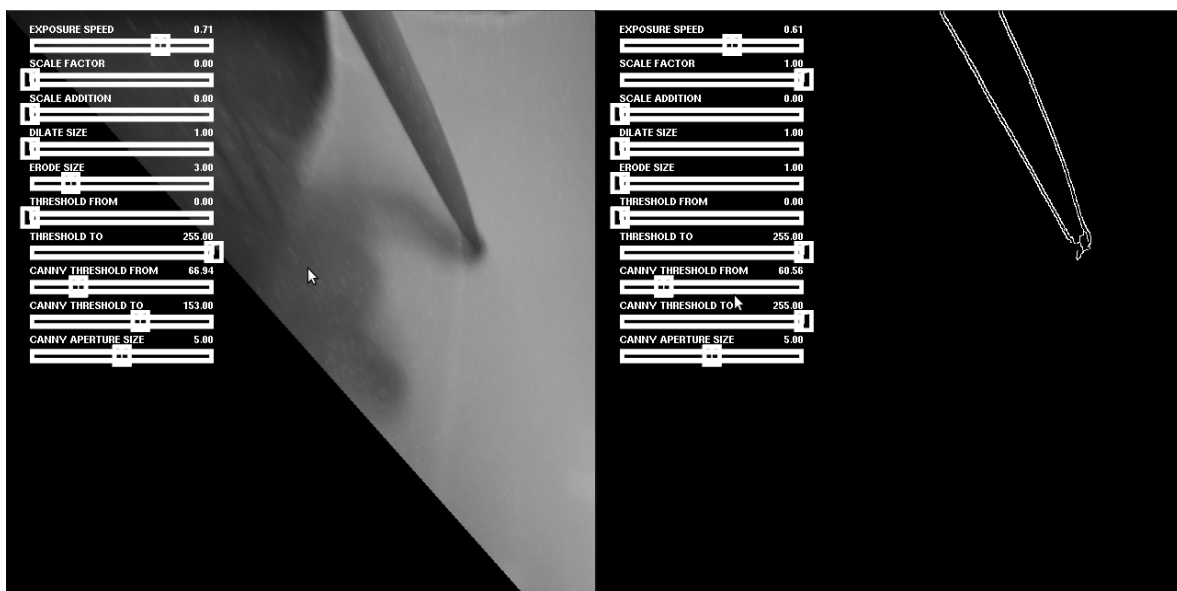 EXPOSURE SPEED 0.71
SCALE FACTOR 0.00
SCALE ADDITION 0.00
DILATE SIZE 1.00
ERODE SIZE 3.00
THRESHOLD FROM 0.00
THRESHOLD TO 255.00
CANNY THRESHOLD FROM 66.94
CANNY THRESHOLD TO 153.00
CANNY APERTURE SIZE 5.00
EXPOSURE SPEED 0.61
SCALE FACTOR 1.00
SCALE ADDITION 0.00
DILATE SIZE 1.00
ERODE SIZE 1.00
THRESHOLD FROM 0.00
THRESHOLD TO 255.00
CANNY THRESHOLD FROM 60.56
CANNY THRESHOLD TO 255.00
CANNY APERTURE SIZE 5.00